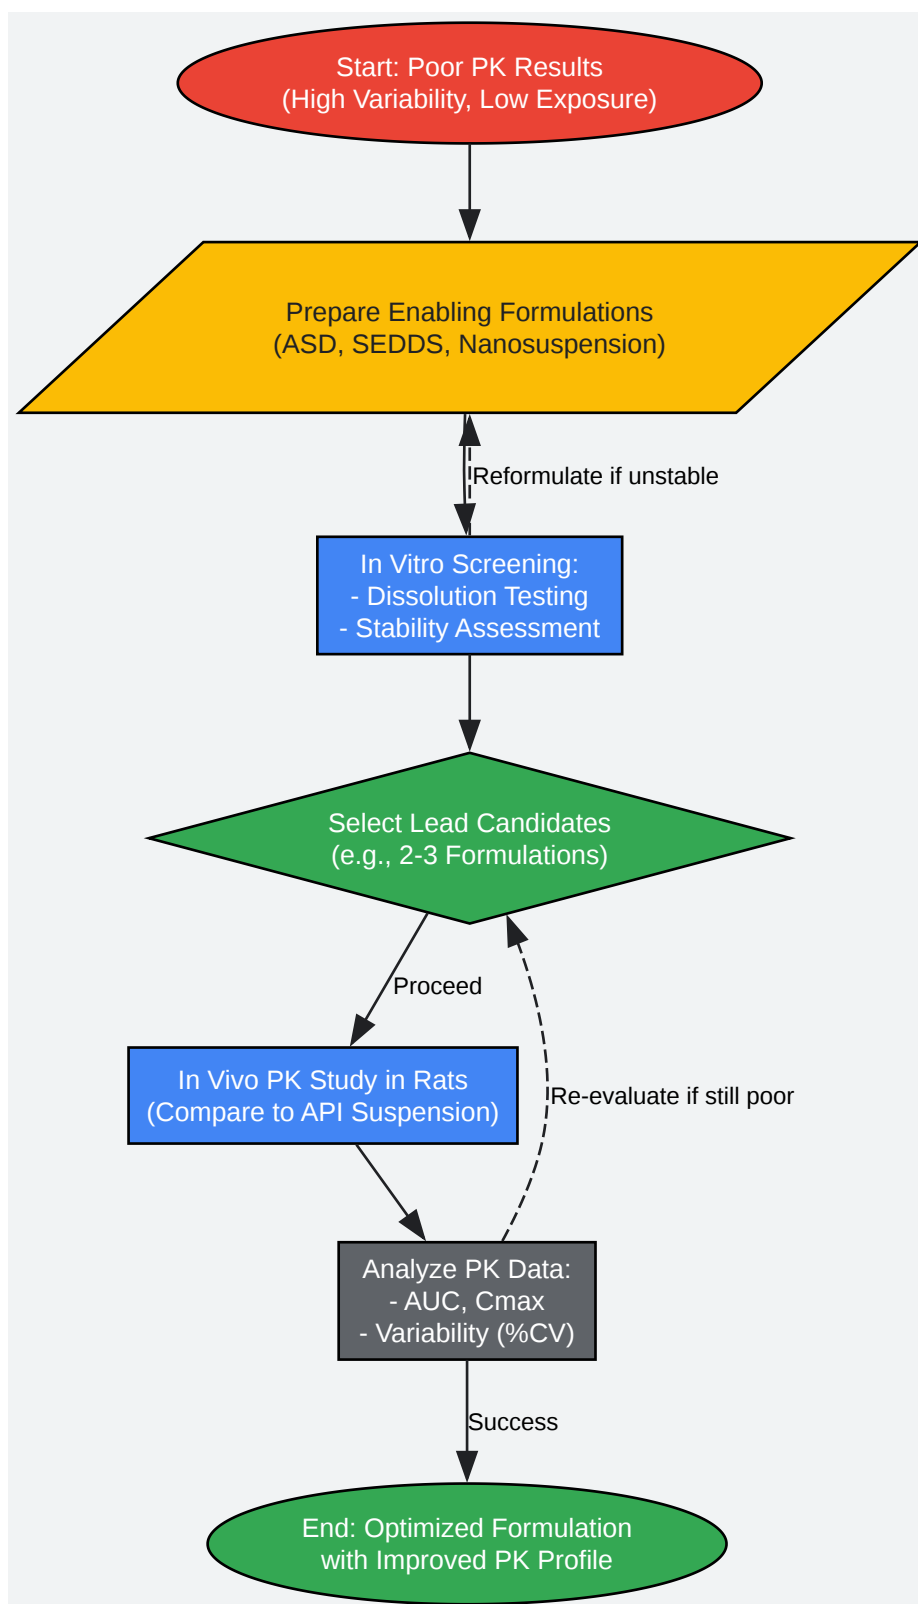 Start: Poor PK Results
(High Variability, Low Exposure)
Prepare Enabling Formulations
(ASD, SEDDS, Nanosuspension)
Reformulate if unstable
In Vitro Screening:
- Dissolution Testing
- Stability Assessment
Select Lead Candidates
(e.g., 2-3 Formulations)
Proceed
In Vivo PK Study in Rats
(Compare to API Suspension)
Re-evaluate if still poor
Analyze PK Data:
- AUC, Cmax
- Variability (%CV)
Success
End: Optimized Formulation
with Improved PK Profile